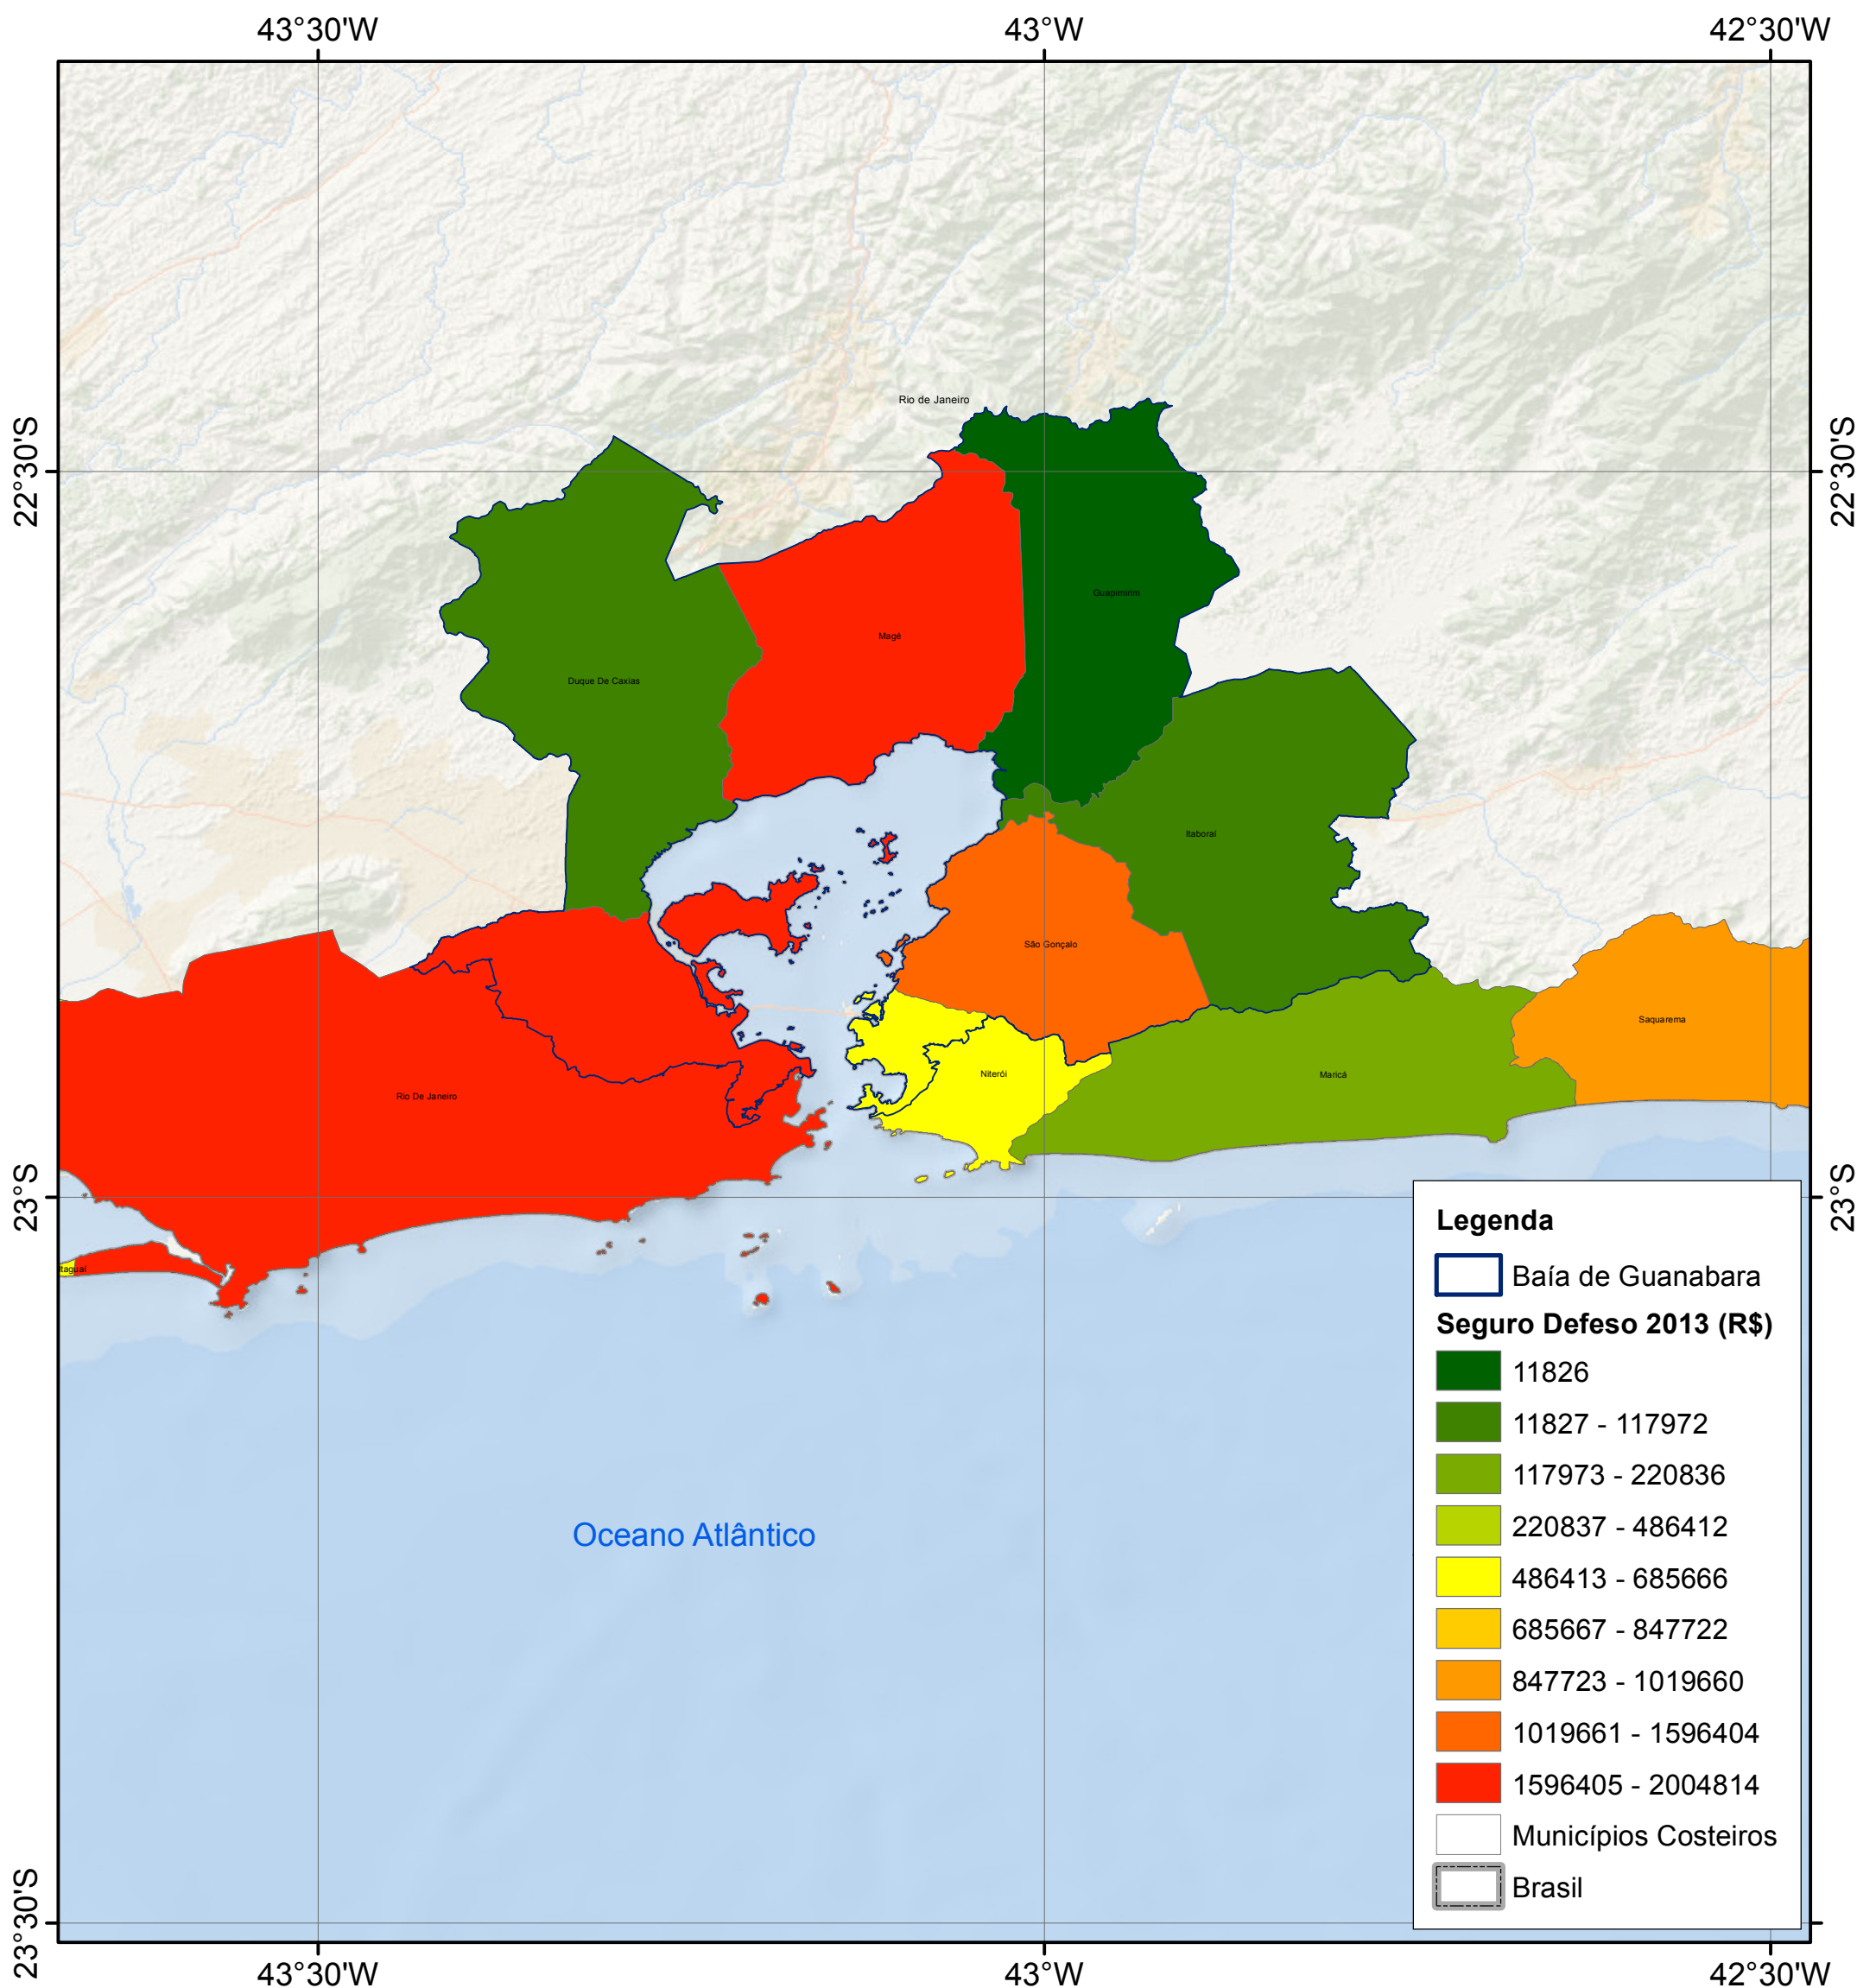 43°30'W 43°W 42°30'W
Rio de Janeiro
22°30'S 22°30'S
Guapimirim
Magé
Duque De Caxias
Itaboraí
São Gonçalo
Saquarema
Niterói
Maricá
Rio De Janeiro
23°S 23°S
Itaguaí
Legenda
Baía de Guanabara
Seguro Defeso 2013 (R$)
11826
11827 - 117972
117973 - 220836
220837 - 486412
486413 - 685666
685667 - 847722
847723 - 1019660
1019661 - 1596404
1596405 - 2004814
Municípios Costeiros
Brasil
Oceano Atlântico
23°30'S
43°30'W 43°W 42°30'W